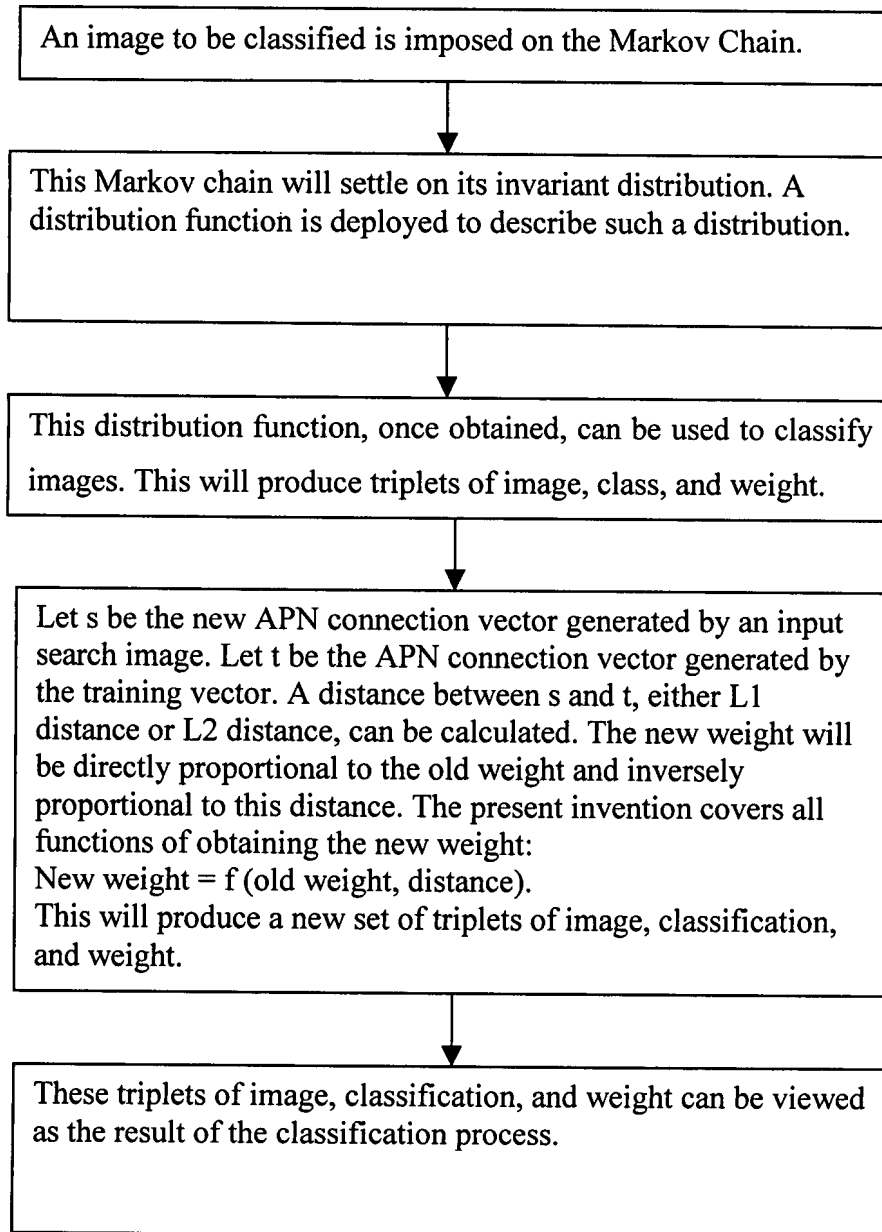 An image to be classified is imposed on the Markov Chain.
This Markov chain will settle on its invariant distribution. A
distribution function is deployed to describe such a distribution.
This distribution function, once obtained, can be used to classify
images. This will produce triplets of image, class, and weight.
Let s be the new APN connection vector generated by an input
search image. Let t be the APN connection vector generated by
the training vector. A distance between s and t, either L1
distance or L2 distance, can be calculated. The new weight will
be directly proportional to the old weight and inversely
proportional to this distance. The present invention covers all
functions of obtaining the new weight:
New weight = f (old weight, distance).
This will produce a new set of triplets of image, classification,
and weight.
These triplets of image, classification, and weight can be viewed
as the result of the classification process.